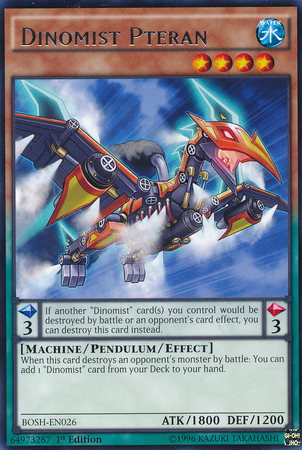 DINOMIST PTERAN
WATER
水
If another "Dinomist" card(s) you control would be
destroyed by battle or an opponent's card effect, you
can destroy this card instead.
3
3
[MACHINE/PENDULUM/EFFECT]
When this card destroys an opponent's monster by battle: You can
add 1 "Dinomist" card from your Deck to your hand.
BOSH-EN026
ATK/1800 DEF/1200
64973287 1st Edition
©1996 KAZUKI TAKAHASHI